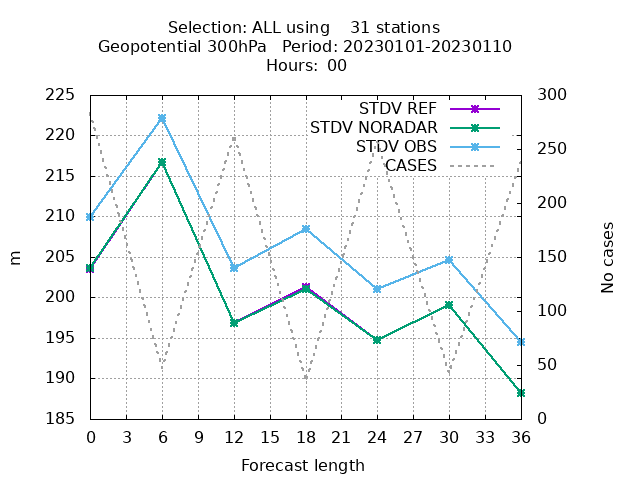 Selection: ALL using    31 stations
Geopotential 300hPa   Period: 20230101-20230110
Hours:  00
STDV REF
STDV NORADAR
STDV OBS
CASES
225
220
215
210
205
200
195
190
185
m
300
250
200
150
100
50
0
No cases
0 3 6 9 12 15 18 21 24 27 30 33 36
Forecast length